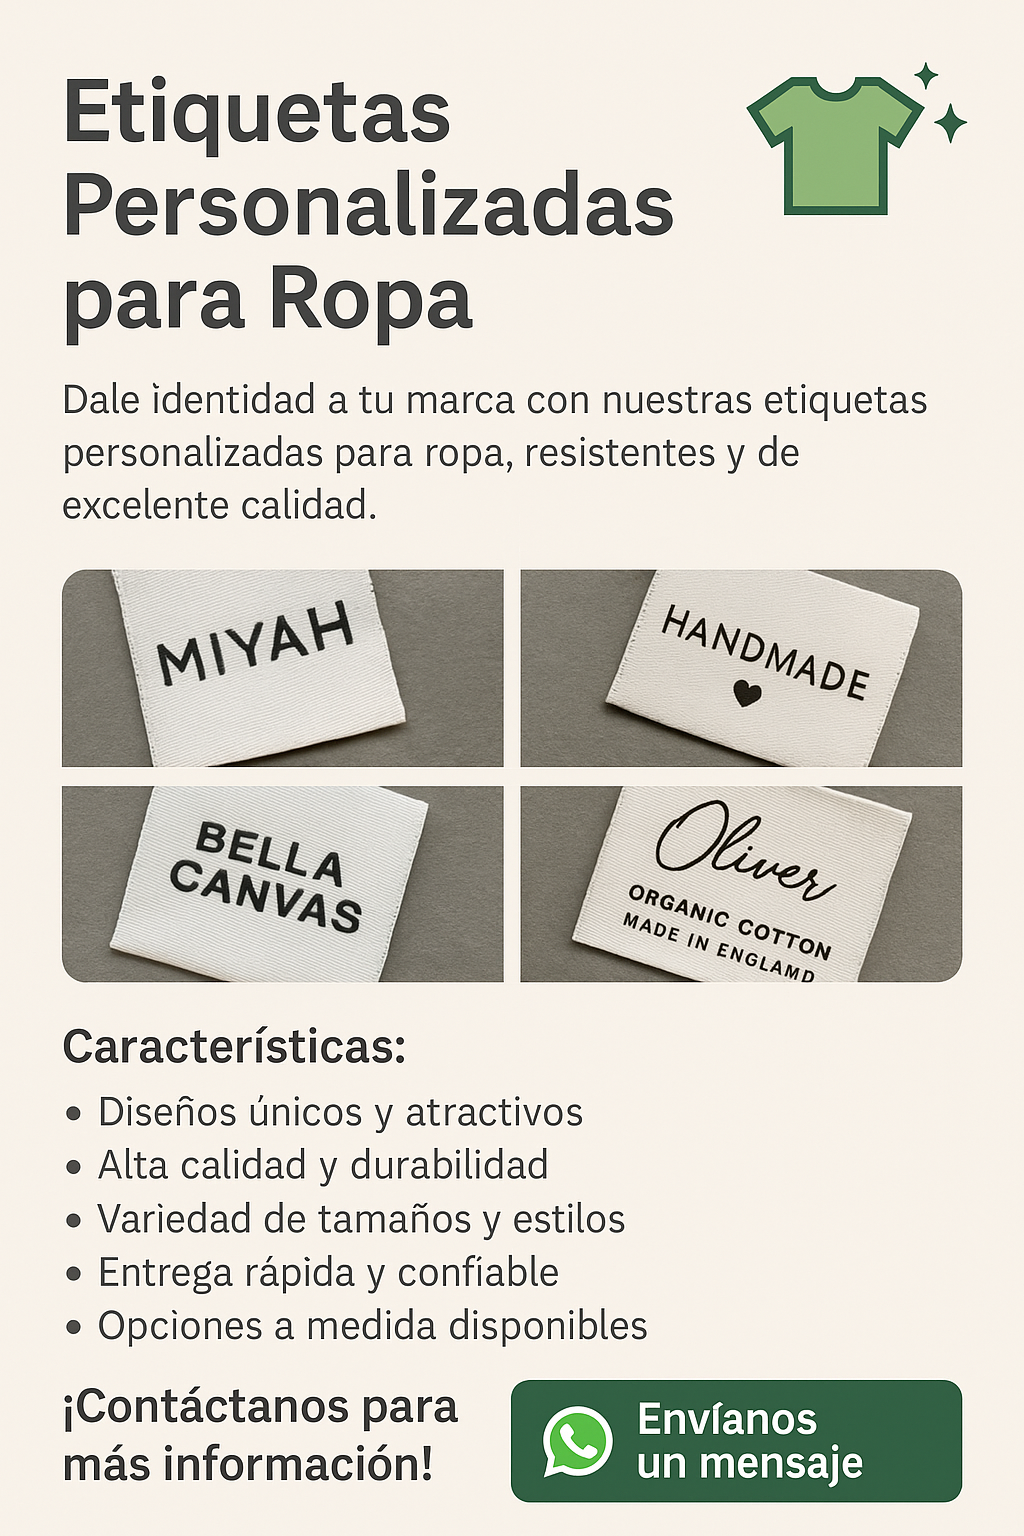 Etiquetas
Personalizadas
para Ropa
Dale identidad a tu marca con nuestras etiquetas
personalizadas para ropa, resistentes y de
excelente calidad.
MIYAH
HANDMADE
BELLA
CANVAS
Oliver
ORGANIC COTTON
MADE IN ENGLAMD
Características:
• Diseños únicos y atractivos
• Alta calidad y durabilidad
• Variedad de tamaños y estilos
• Entrega rápida y confiable
• Opciones a medida disponibles
¡Contáctanos para
más información!
Envíanos
un mensaje